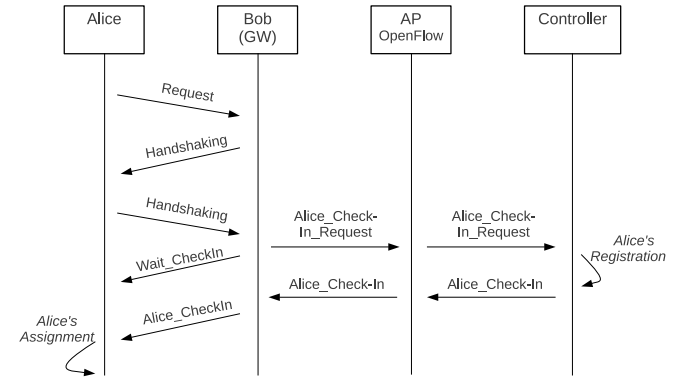 Alice
Bob
(GW)
AP
OpenFlow
Controller
Request
Handshaking
Handshaking
Alice_Check-
In_Request
Alice_Check-
In_Request
Alice's
Registration
Wait_CheckIn
Alice_Check-In
Alice_Check-In
Alice_CheckIn
Alice's
Assignment